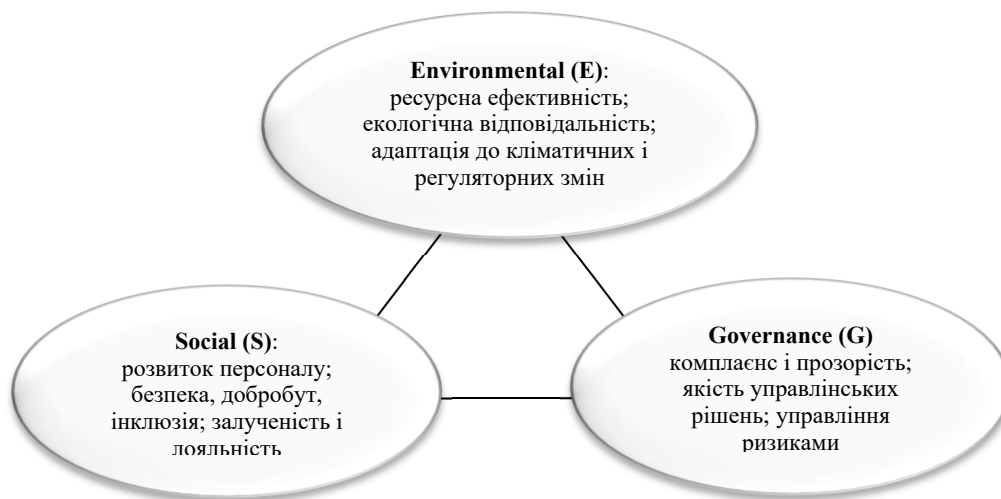 Environmental (E):
ресурсна ефективність;
екологічна відповідальність;
адаптація до кліматичних і
регуляторних змін
Social (S):
розвиток персоналу;
безпека, добробут,
інклюзія; залученість і
лояльність
Governance (G)
комплаєнс і прозорість;
якість управлінських
рішень; управління
ризиками